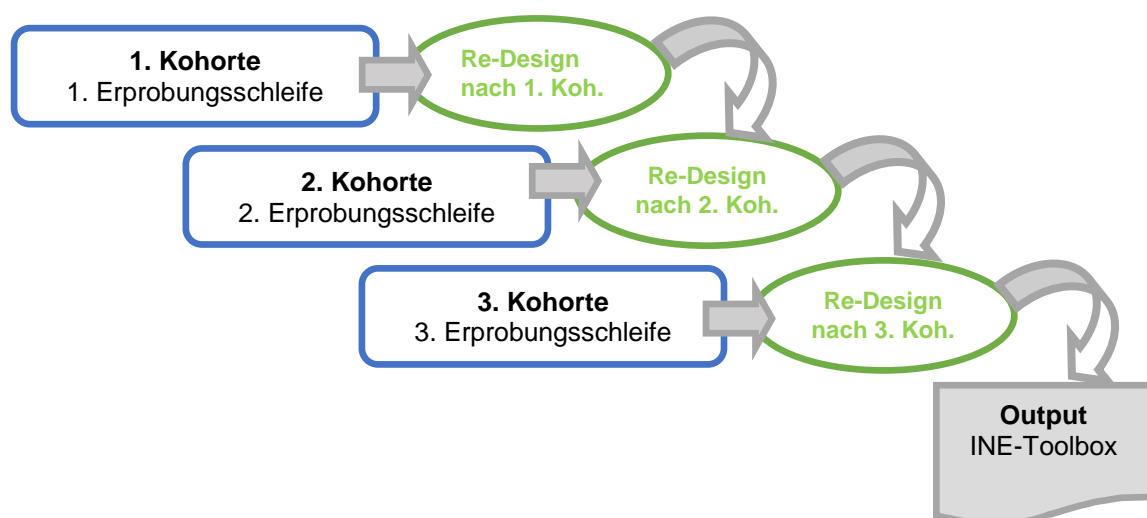 1. Kohorte
1. Erprobungsschleife
Re-Design
nach 1. Koh.
2. Kohorte
2. Erprobungsschleife
Re-Design
nach 2. Koh.
3. Kohorte
3. Erprobungsschleife
Re-Design
nach 3. Koh.
Output
INE-Toolbox